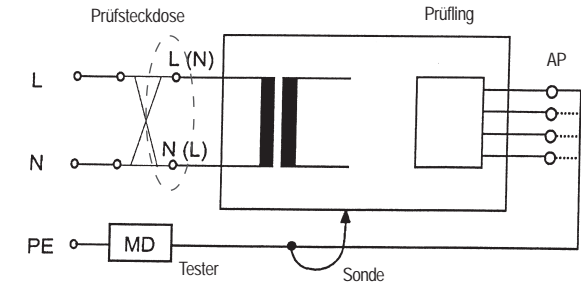 Prüfsteckdose
Prüfling
L
L (N)
AP
N
N (L)
PE
MD
Tester
Sonde